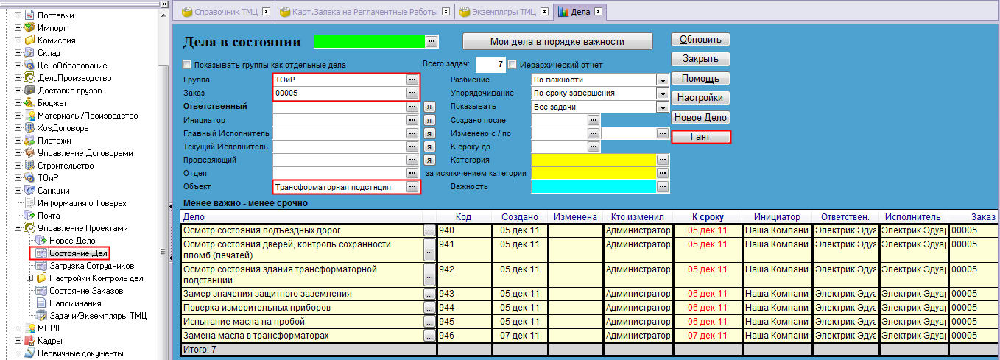 Поставки
Импорт
Комиссия
Склад
ЦеноОбразование
ДелоПроизводство
Доставка грузов
Бюджет
Материалы/Производство
ХозДоговора
Платежи
Управление Договорами
Строительство
ТОиР
Санкции
Информация о Товарах
Почта
Управление Проектами
Новое Дело
Состояние Дел
Загрузка Сотрудников
Настройки Контроль дел
Состояние Заказов
Напоминания
Задачи/Экземпляры ТМЦ
MRPII
Кадры
Первичные документы
Справочник ТМЦ Карт.Заявка на Регламентные Работы Экземпляры ТМЦ Дела
Дела в состоянии ... Мои дела в порядке важности Обновить
Закрыть
Показывать группы как отдельные дела Всего задач: 7 Иерархический отчет
Группа ТОиР ... Разбиение По важности Помощь
Заказ 00005 ... Упорядочивание По сроку завершения Настройки
Ответственный ... я Показывать Все задачи
Инициатор ... я Создано после ... Новое Дело
Главный Исполнитель ... я Изменено с / по ... ... Гант
Текущий Исполнитель ... я К сроку до ...
Проверяющий ... я Категория ...
Отдел ... за исключением категории ...
Объект Трансформаторная подстнция ... Важность ...
Менее важно - менее срочно
Дело Код Создано Изменена Кто изменил К сроку Инициатор Ответствен. Исполнитель Заказ
Осмотр состояния подъездных дорог ... 940 05 дек 11 Администратор 05 дек 11 Наша Компани Электрик Эдуа Электрик Эдуар 00005
Осмотр состояния дверей, контроль сохранности ... 941 05 дек 11 Администратор 05 дек 11 Наша Компани Электрик Эдуа Электрик Эдуар 00005
пломб (печатей)
Осмотр состояния здания трансформаторной ... 942 05 дек 11 Администратор 05 дек 11 Наша Компани Электрик Эдуа Электрик Эдуар 00005
подстанции
Замер значения защитного заземления ... 943 05 дек 11 Администратор 06 дек 11 Наша Компани Электрик Эдуа Электрик Эдуар 00005
Поверка измерительных приборов ... 944 05 дек 11 Администратор 06 дек 11 Наша Компани Электрик Эдуа Электрик Эдуар 00005
Испытание масла на пробой ... 945 05 дек 11 Администратор 06 дек 11 Наша Компани Электрик Эдуа Электрик Эдуар 00005
Замена масла в трансформаторах ... 946 07 дек 11 Администратор 07 дек 11 Наша Компани Электрик Эдуа Электрик Эдуар 00005
Итого: 7